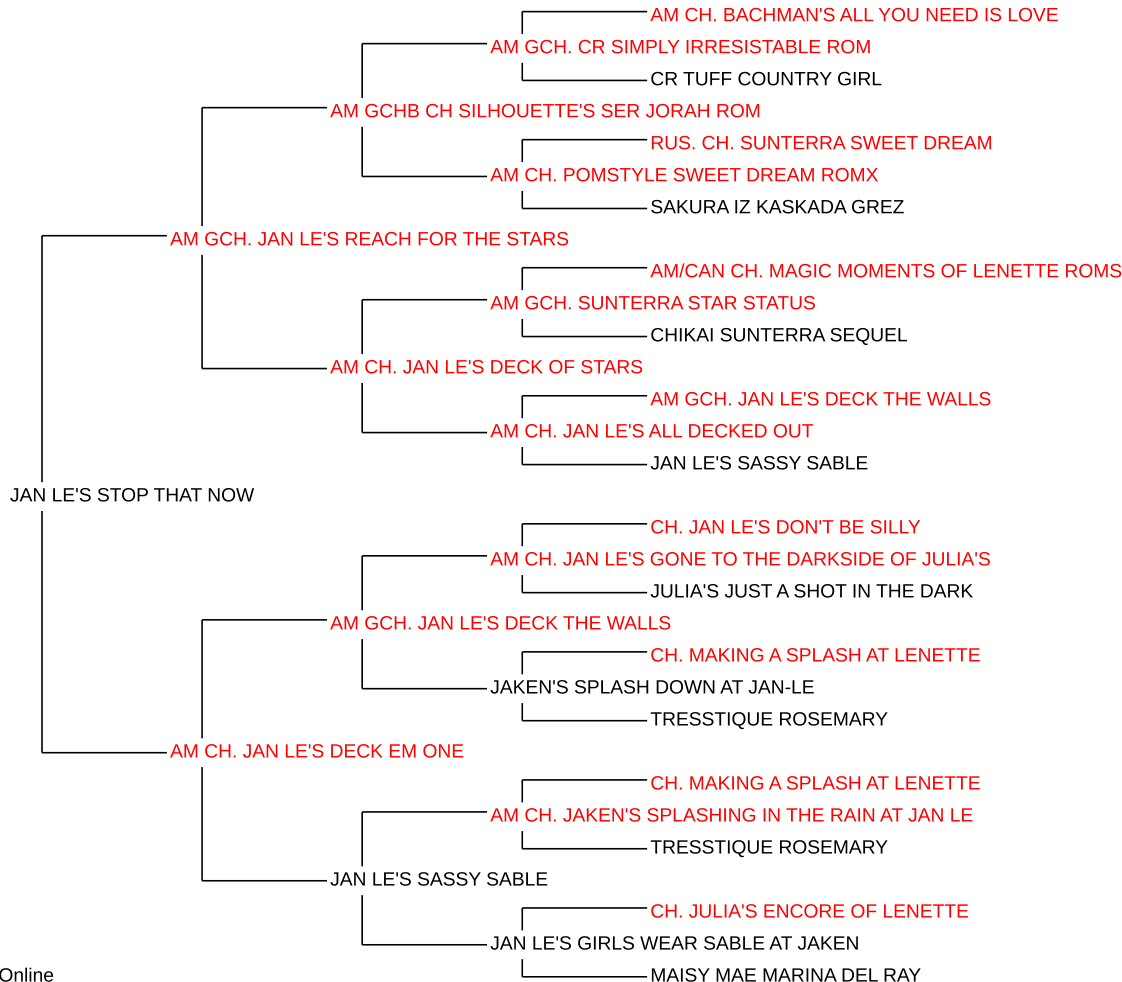 AM CH. BACHMAN'S ALL YOU NEED IS LOVE
AM GCH. CR SIMPLY IRRESISTABLE ROM
CR TUFF COUNTRY GIRL
AM GCHB CH SILHOUETTE'S SER JORAH ROM
RUS. CH. SUNTERRA SWEET DREAM
AM CH. POMSTYLE SWEET DREAM ROMX
SAKURA IZ KASKADA GREZ
AM GCH. JAN LE'S REACH FOR THE STARS
AM/CAN CH. MAGIC MOMENTS OF LENETTE ROMS
AM GCH. SUNTERRA STAR STATUS
CHIKAI SUNTERRA SEQUEL
AM CH. JAN LE'S DECK OF STARS
AM GCH. JAN LE'S DECK THE WALLS
AM CH. JAN LE'S ALL DECKED OUT
JAN LE'S SASSY SABLE
JAN LE'S STOP THAT NOW
CH. JAN LE'S DON'T BE SILLY
AM CH. JAN LE'S GONE TO THE DARKSIDE OF JULIA'S
JULIA'S JUST A SHOT IN THE DARK
AM GCH. JAN LE'S DECK THE WALLS
CH. MAKING A SPLASH AT LENETTE
JAKEN'S SPLASH DOWN AT JAN-LE
TRESSTIQUE ROSEMARY
AM CH. JAN LE'S DECK EM ONE
CH. MAKING A SPLASH AT LENETTE
AM CH. JAKEN'S SPLASHING IN THE RAIN AT JAN LE
TRESSTIQUE ROSEMARY
JAN LE'S SASSY SABLE
CH. JULIA'S ENCORE OF LENETTE
JAN LE'S GIRLS WEAR SABLE AT JAKEN
MAISY MAE MARINA DEL RAY
Online